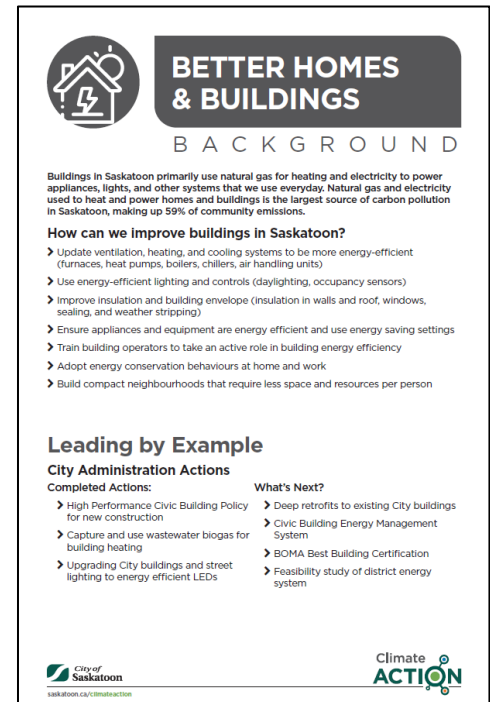 BETTER HOMES
& BUILDINGS
BACKGROUND
Buildings in Saskatoon primarily use natural gas for heating and electricity to power
appliances, lights, and other systems that we use everyday. Natural gas and electricity
used to heat and power homes and buildings is the largest source of carbon pollution
in Saskatoon, making up 59% of community emissions.
How can we improve buildings in Saskatoon?
Update ventilation, heating, and cooling systems to be more energy-efficient
(furnaces, heat pumps, boilers, chillers, air handling units)
Use energy-efficient lighting and controls (daylighting, occupancy sensors)
Improve insulation and building envelope (insulation in walls and roof, windows,
sealing, and weather stripping)
Ensure appliances and equipment are energy efficient and use energy saving settings
Train building operators to take an active role in building energy efficiency
Adopt energy conservation behaviours at home and work
Build compact neighbourhoods that require less space and resources per person
Leading by Example
City Administration Actions
Completed Actions:
High Performance Civic Building Policy
for new construction
Capture and use wastewater biogas for
building heating
Upgrading City buildings and street
lighting to energy efficient LEDs
What's Next?
Deep retrofits to existing City buildings
Civic Building Energy Management
System
BOMA Best Building Certification
Feasibility study of district energy
system
City of
Saskatoon
saskatoon.ca/climateaction
Climate
ACTION